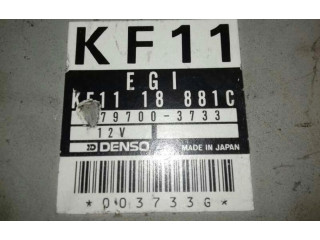 KF11
EGI
KF11 18 881C
79700-3733
12V
DENSO MADE IN JAPAN
*003733G*